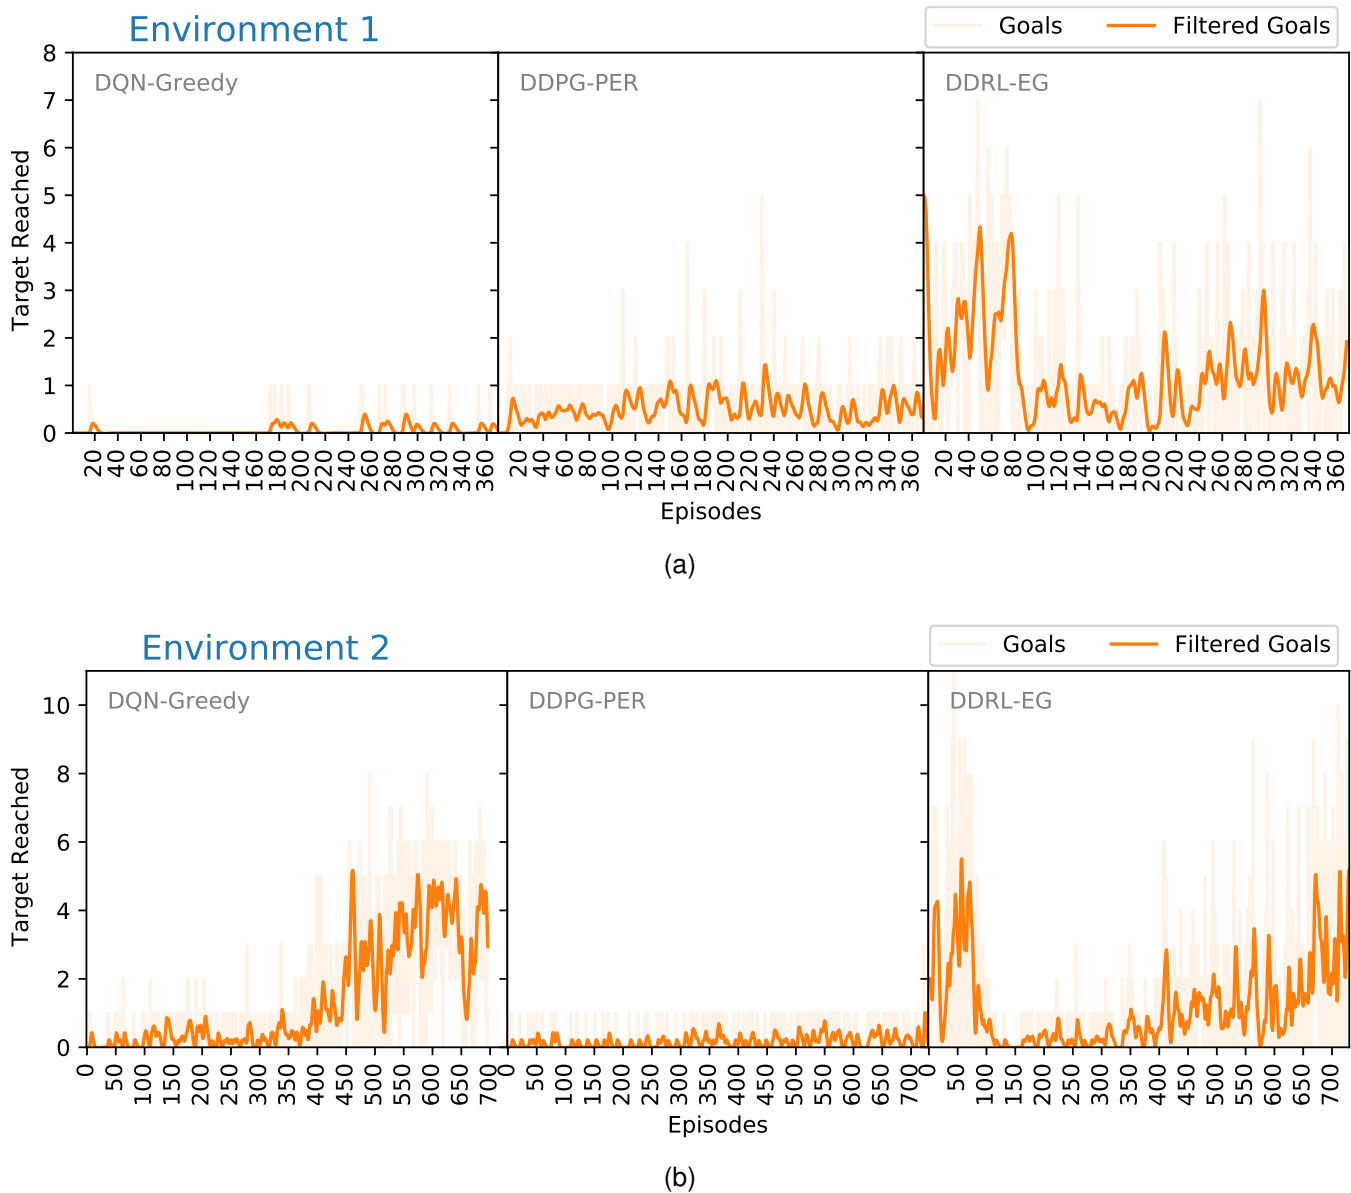 Environment 1
Goals Filtered Goals
DQN-Greedy DDPG-PER DDRL-EG
Target Reached
8
7
6
5
4
3
2
1
0
20 40 60 80 100 120 140 160 180 200 220 240 260 280 300 320 340 360 20 40 60 80 100 120 140 160 180 200 220 240 260 280 300 320 340 360 20 40 60 80 100 120 140 160 180 200 220 240 260 280 300 320 340 360
Episodes
(a)
Environment 2
Goals Filtered Goals
DQN-Greedy DDPG-PER DDRL-EG
Target Reached
10
8
6
4
2
0
0 50 100 150 200 250 300 350 400 450 500 550 600 650 700 0 50 100 150 200 250 300 350 400 450 500 550 600 650 700 0 50 100 150 200 250 300 350 400 450 500 550 600 650 700
Episodes
(b)